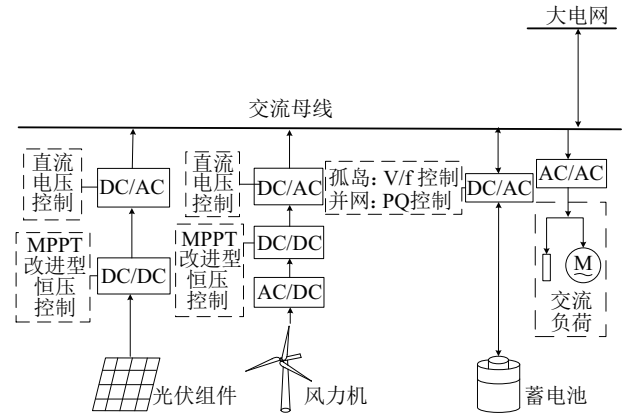 大电网
交流母线
直流
电压
控制
DC/AC
直流
电压
控制
DC/AC
孤岛: V/f 控制
并网: PQ控制
DC/AC
AC/AC
MPPT
改进型
恒压
控制
DC/DC
MPPT
改进型
恒压
控制
DC/DC
AC/DC
M
交流
负荷
光伏组件
风力机
蓄电池